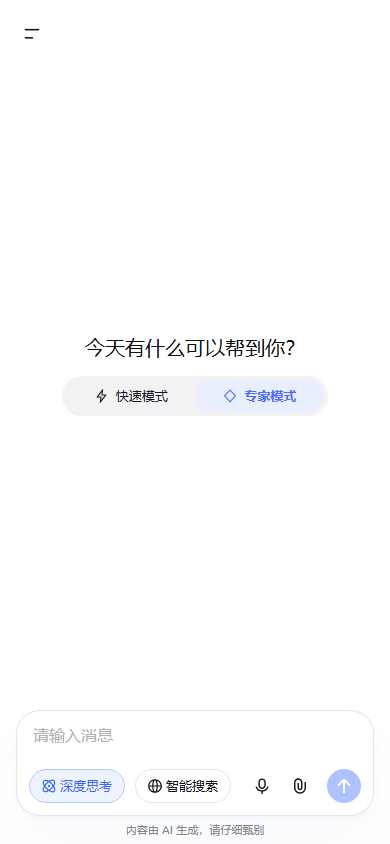 今天有什么可以帮到你？
快速模式
专家模式
请输入消息
深度思考
智能搜索
内容由 AI 生成，请仔细甄别